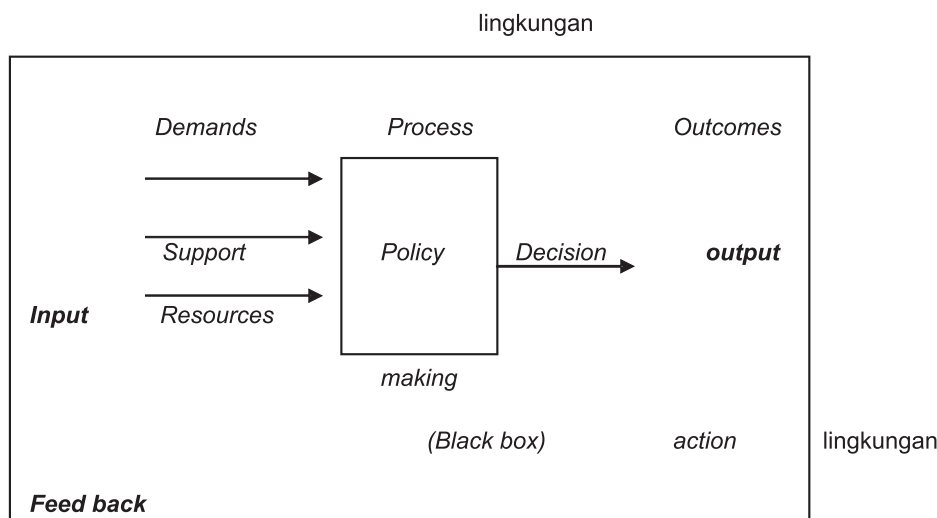 lingkungan
Demands Process Outcomes
Support Policy Decision output
Input Resources
making
(Black box) action lingkungan
Feed back